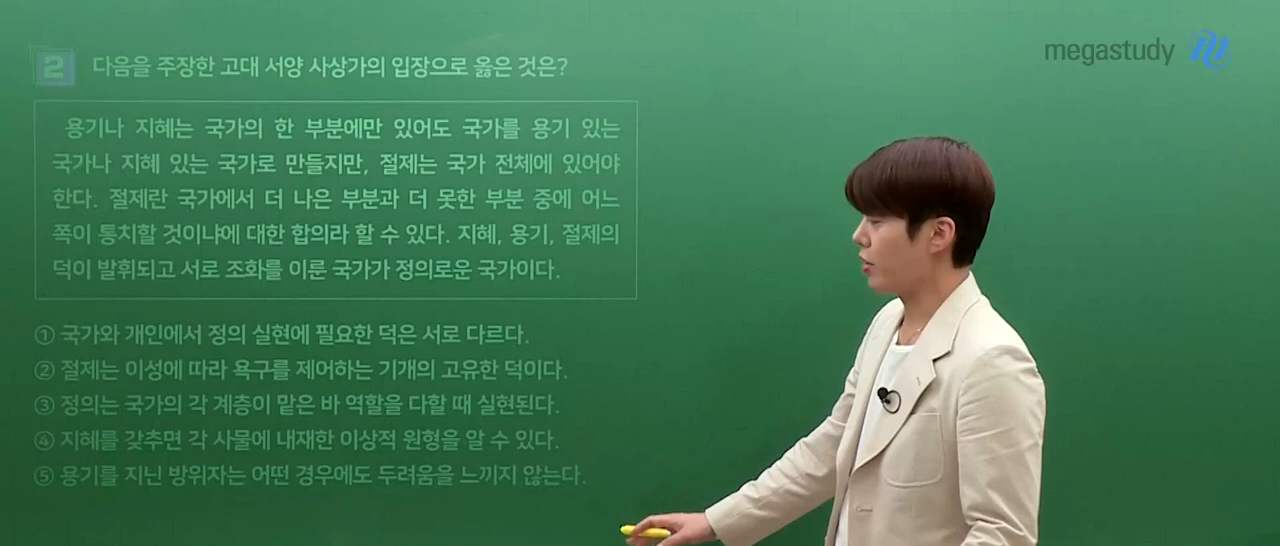 megastudy M
2 다음을 주장한 고대 서양 사상가의 입장으로 옳은 것은?
용기나 지혜는 국가의 한 부분에만 있어도 국가를 용기 있는
국가나 지혜 있는 국가로 만들지만, 절제는 국가 전체에 있어야
한다. 절제란 국가에서 더 나은 부분과 더 못한 부분 중에 어느
쪽이 통치할 것이냐에 대한 합의라 할 수 있다. 지혜, 용기, 절제의
덕이 발휘되고 서로 조화를 이룬 국가가 정의로운 국가이다.
① 국가와 개인에서 정의 실현에 필요한 덕은 서로 다르다.
② 절제는 이성에 따라 욕구를 제어하는 기개의 고유한 덕이다.
③ 정의는 국가의 각 계층이 맡은 바 역할을 다할 때 실현된다.
④ 지혜를 갖추면 각 사물에 내재한 이상적 원형을 알 수 있다.
⑤ 용기를 지닌 방위자는 어떤 경우에도 두려움을 느끼지 않는다.